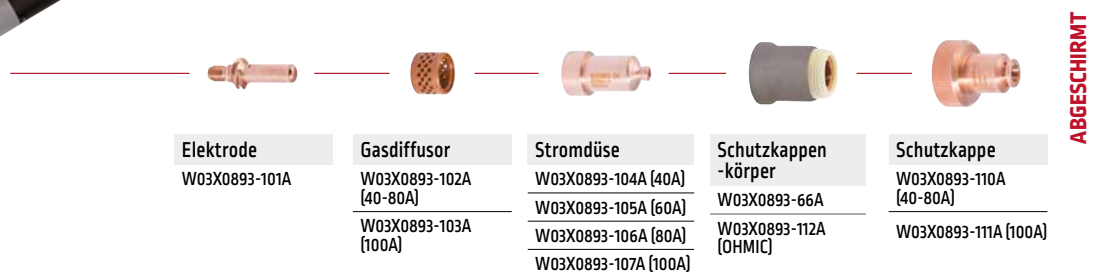 ABGESCHIRMT
Elektrode
W03X0893-101A
Gasdiffusor
W03X0893-102A
(40-80A)
W03X0893-103A
(100A)
Stromdüse
W03X0893-104A (40A)
W03X0893-105A (60A)
W03X0893-106A (80A)
W03X0893-107A (100A)
Schutzkappen
-körper
W03X0893-66A
W03X0893-112A
(OHMIC)
Schutzkappe
W03X0893-110A
(40-80A)
W03X0893-111A (100A)